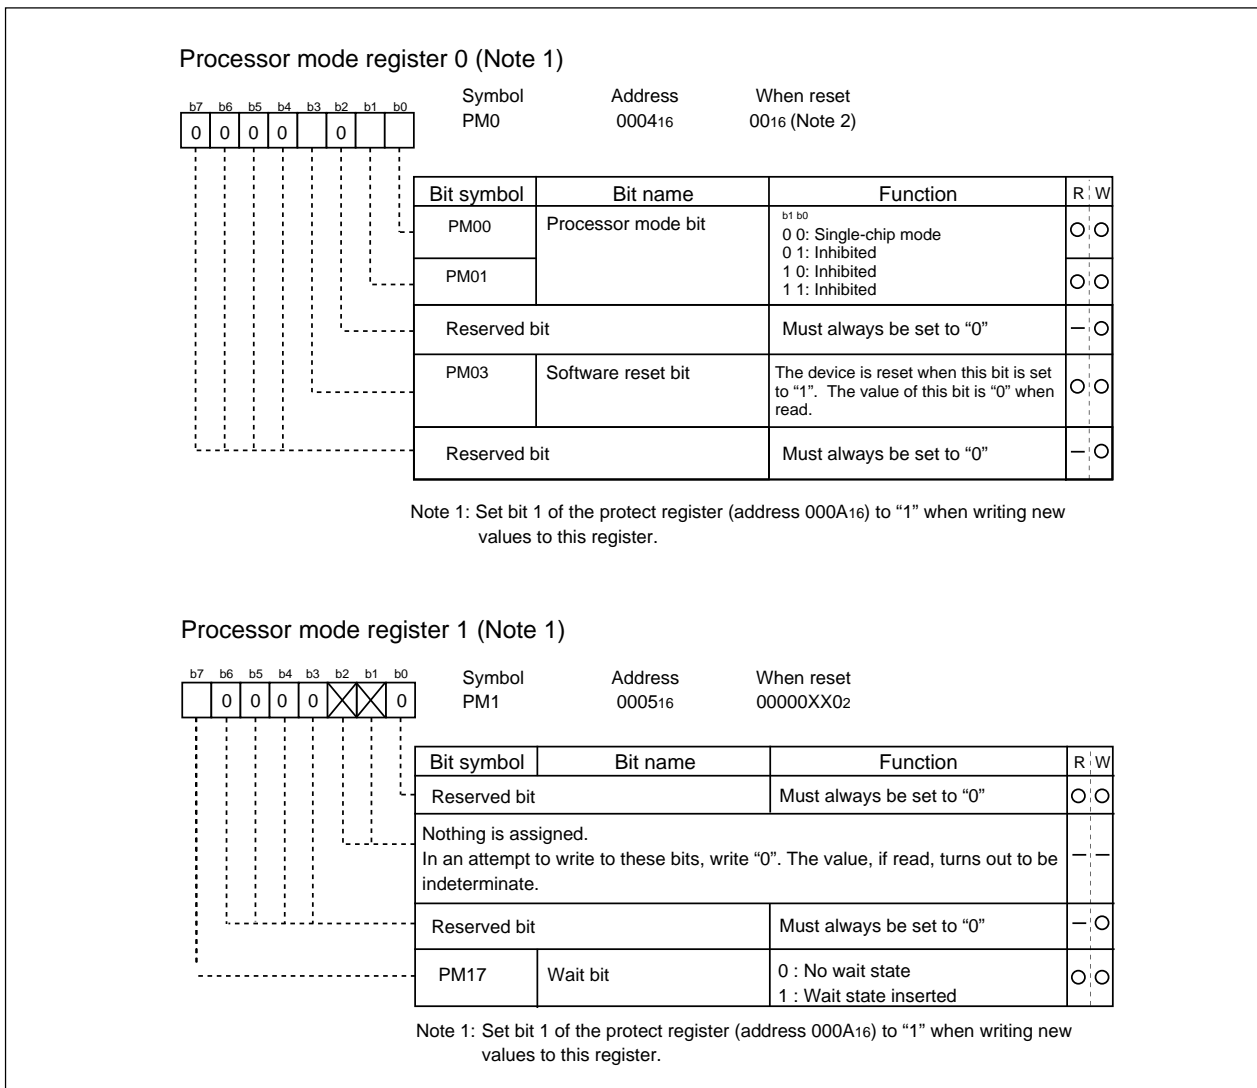 Processor mode register 0 (Note 1)
Symbol Address When reset
b7 b6 b5 b4 b3 b2 b1 b0
PM0 000416 0016 (Note 2)
0 0 0 0 0
Bit symbol Bit name Function R W
PM00 Processor mode bit
b1 b0
0 0: Single-chip mode
0 1: Inhibited
PM01
1 0: Inhibited
1 1: Inhibited
Reserved bit Must always be set to “0” –
PM03 Software reset bit The device is reset when this bit is set
to “1”. The value of this bit is “0” when
read.
Reserved bit Must always be set to “0” –
Note 1: Set bit 1 of the protect register (address 000A16) to “1” when writing new
values to this register.
Processor mode register 1 (Note 1)
b7 b6 b5 b4 b3 b2 b1 b0
Symbol Address When reset
0 0 0 0 0
PM1 000516 00000XX02
Bit symbol Bit name Function R W
Reserved bit Must always be set to “0”
Nothing is assigned.
In an attempt to write to these bits, write “0”. The value, if read, turns out to be – –
indeterminate.
Reserved bit Must always be set to “0” –
PM17 Wait bit 0 : No wait state
1 : Wait state inserted
Note 1: Set bit 1 of the protect register (address 000A16) to “1” when writing new
values to this register.